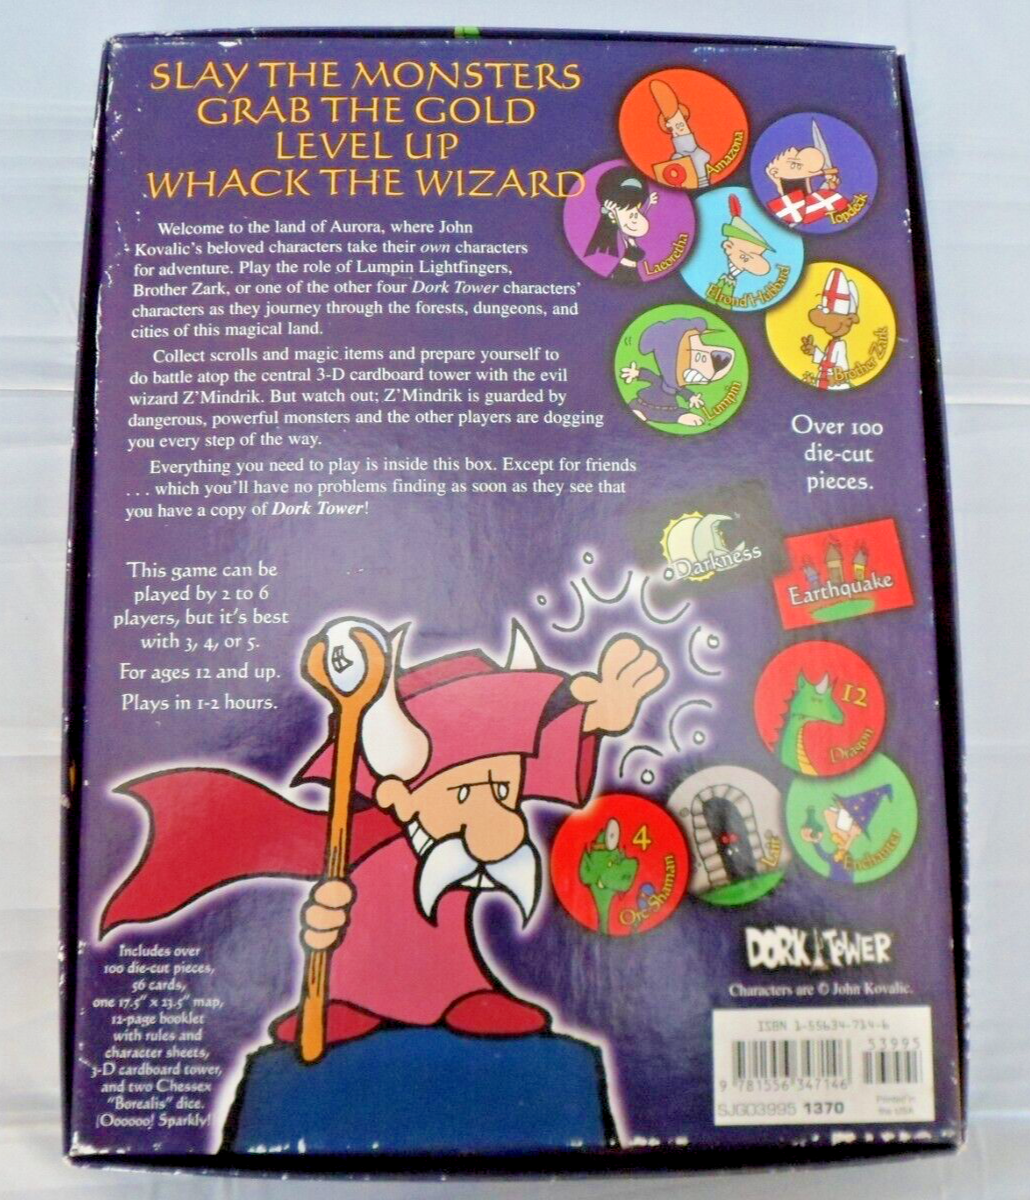 SLAY THE MONSTERS
GRAB THE GOLD
LEVEL UP
WHACK THE WIZARD
Welcome to the land of Aurora, where John
Kovalic's beloved characters take their own characters
for adventure. Play the role of Lumpin Lightfingers,
Brother Zark, or one of the other four Dork Tower characters'
characters as they journey through the forests, dungeons, and
cities of this magical land.
Collect scrolls and magic items and prepare yourself to
do battle atop the central 3-D cardboard tower with the evil
wizard Z'Mindrik. But watch out; Z'Mindrik is guarded by
dangerous, powerful monsters and the other players are dogging
you every step of the way.
Everything you need to play is inside this box. Except for friends
. . . which you'll have no problems finding as soon as they see that
you have a copy of Dork Tower!
Amazona
Topdeck
Lacoretha
Elrond Hubbard
Brother Zark
Lumpin
Over 100
die-cut
pieces.
Darkness
Earthquake
12
Dragon
4
Orc Shaman
Lair
Enchanter
This game can be
played by 2 to 6
players, but it's best
with 3, 4, or 5.
For ages 12 and up.
Plays in 1-2 hours.
Includes over
100 die-cut pieces,
56 cards,
one 17.5" x 23.5" map,
12-page booklet
with rules and
character sheets,
3-D cardboard tower,
and two Chessex
"Borealis" dice.
¡Oooooo! Sparkly!
DORK TOWER
Characters are © John Kovalic.
ISBN 1-55634-714-6
53995
9 781556 347146
SJG03995 1370
Printed in
the USA